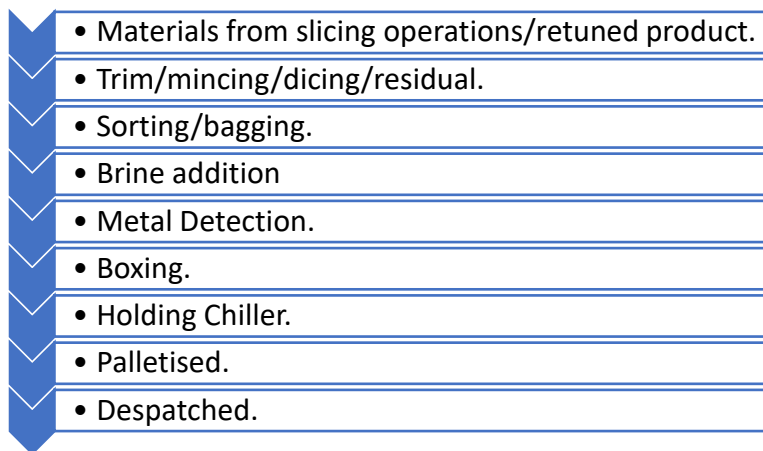 • Materials from slicing operations/retuned product.
• Trim/mincing/dicing/residual.
• Sorting/bagging.
• Brine addition
• Metal Detection.
• Boxing.
• Holding Chiller.
• Palletised.
• Despatched.